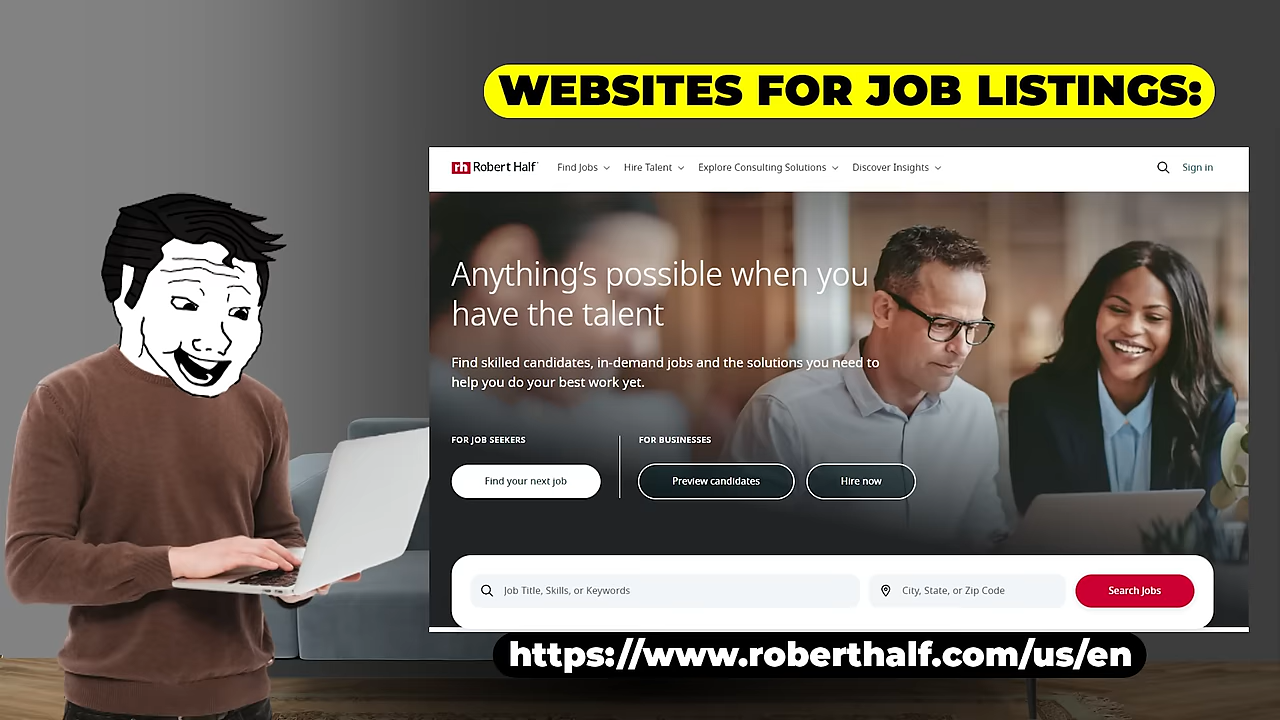 WEBSITES FOR JOB LISTINGS:
rh Robert Half
Find Jobs
Hire Talent
Explore Consulting Solutions
Discover Insights
Sign in
Anything's possible when you
have the talent
Find skilled candidates, in-demand jobs and the solutions you need to
help you do your best work yet.
FOR JOB SEEKERS
Find your next job
FOR BUSINESSES
Preview candidates
Hire now
Job Title, Skills, or Keywords
City, State, or Zip Code
Search Jobs
https://www.roberthalf.com/us/en